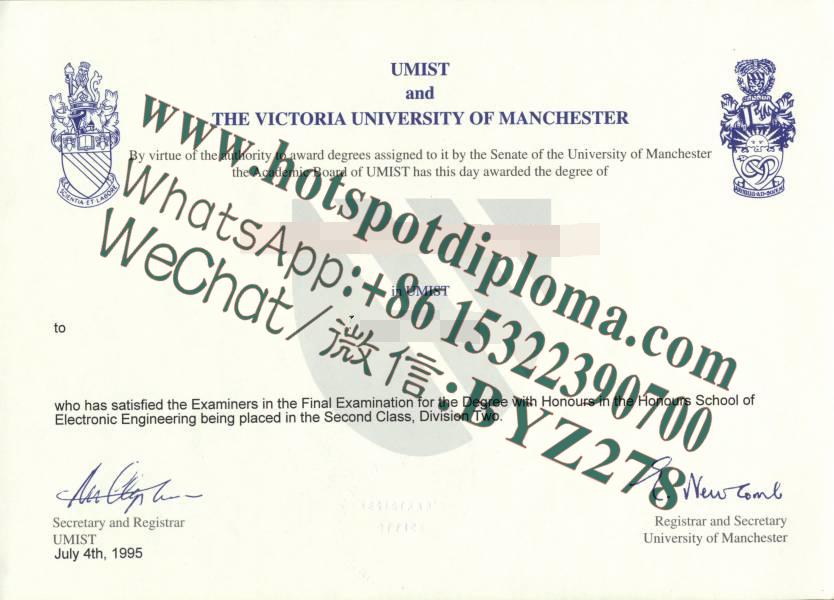 UMIST
and
THE VICTORIA UNIVERSITY OF MANCHESTER
By virtue of the authority to award degrees assigned to it by the Senate of the University of Manchester
the Academic Board of UMIST has this day awarded the degree of
in UMIST
to
who has satisfied the Examiners in the Final Examination for the Degree with Honours in the Honours School of
Electronic Engineering being placed in the Second Class, Division Two.
Secretary and Registrar
UMIST
July 4th, 1995
Registrar and Secretary
University of Manchester
SCIENTIA ET LABORE
www.hotspotdiploma.com
WhatsApp:+86 15322390700
WeChat/微信:BYZ278
Newcomb